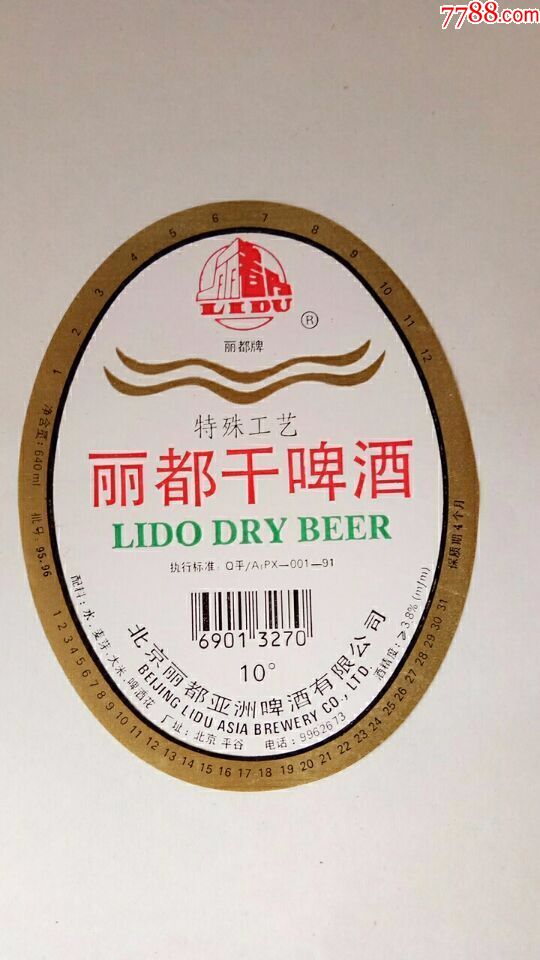 7788.com
1 2 3 4 5 6 7 8 9 10 11 12
LIDU
®
丽都牌
特殊工艺
丽都干啤酒
LIDO DRY BEER
执行标准: Q平/A₁PX—001—91
6901 3270
10°
北京丽都亚洲啤酒有限公司
BEIJING LIDU ASIA BREWERY CO., LTD.
厂址: 北京 平谷 电话: 9962673
配料: 水、麦芽、大米、啤酒花
酒精度: ≥3.8% (m/m)
净含量: 640ml 批号: 95.96
保质期 4 个月
1 2 3 4 5 6 7 8 9 10 11 12 13 14 15 16 17 18 19 20 21 22 23 24 25 26 27 28 29 30 31